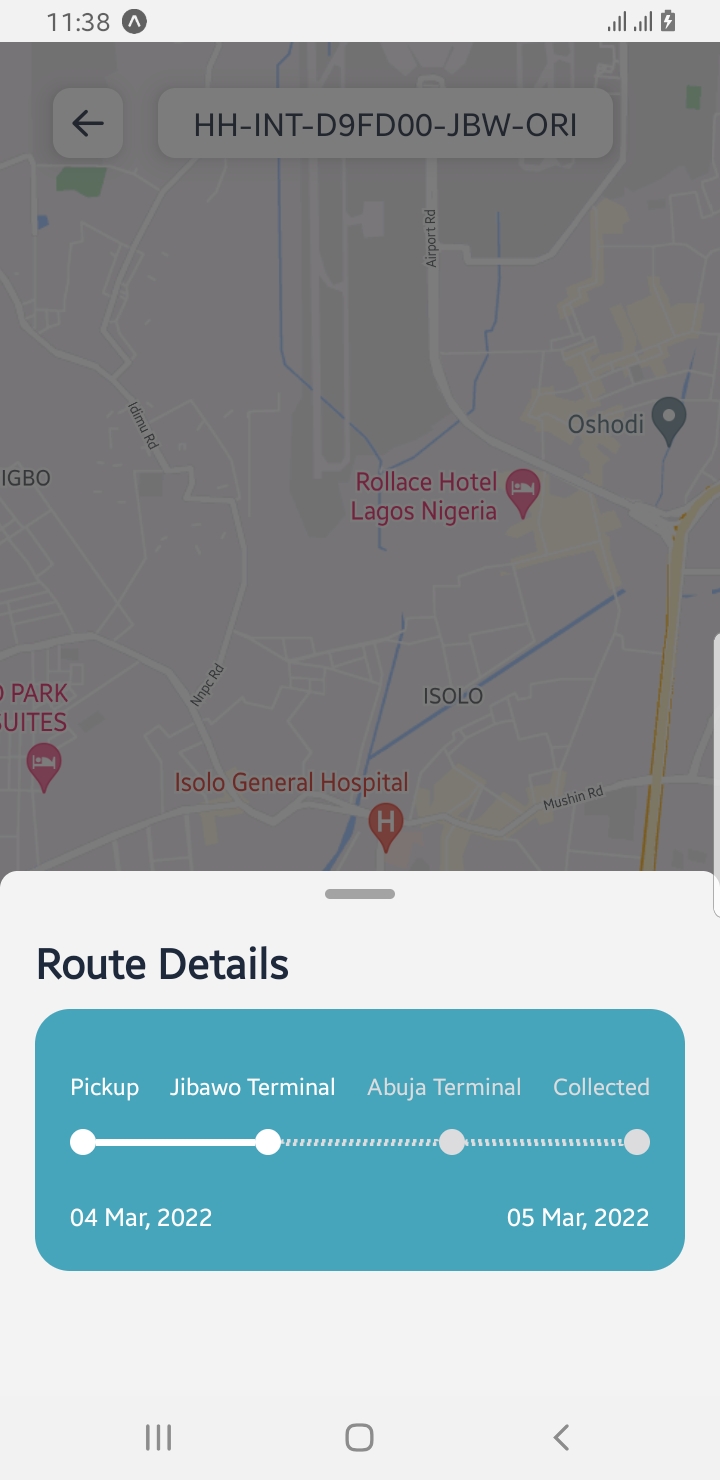 11:38
HH-INT-D9FD00-JBW-ORI
Airport Rd
Idimu Rd
Oshodi
IGBO
Rollace Hotel
Lagos Nigeria
Nnpc Rd
ISOLO
PARK
SUITES
Isolo General Hospital
H
Mushin Rd
Route Details
Pickup Jibawo Terminal Abuja Terminal Collected
04 Mar, 2022 05 Mar, 2022